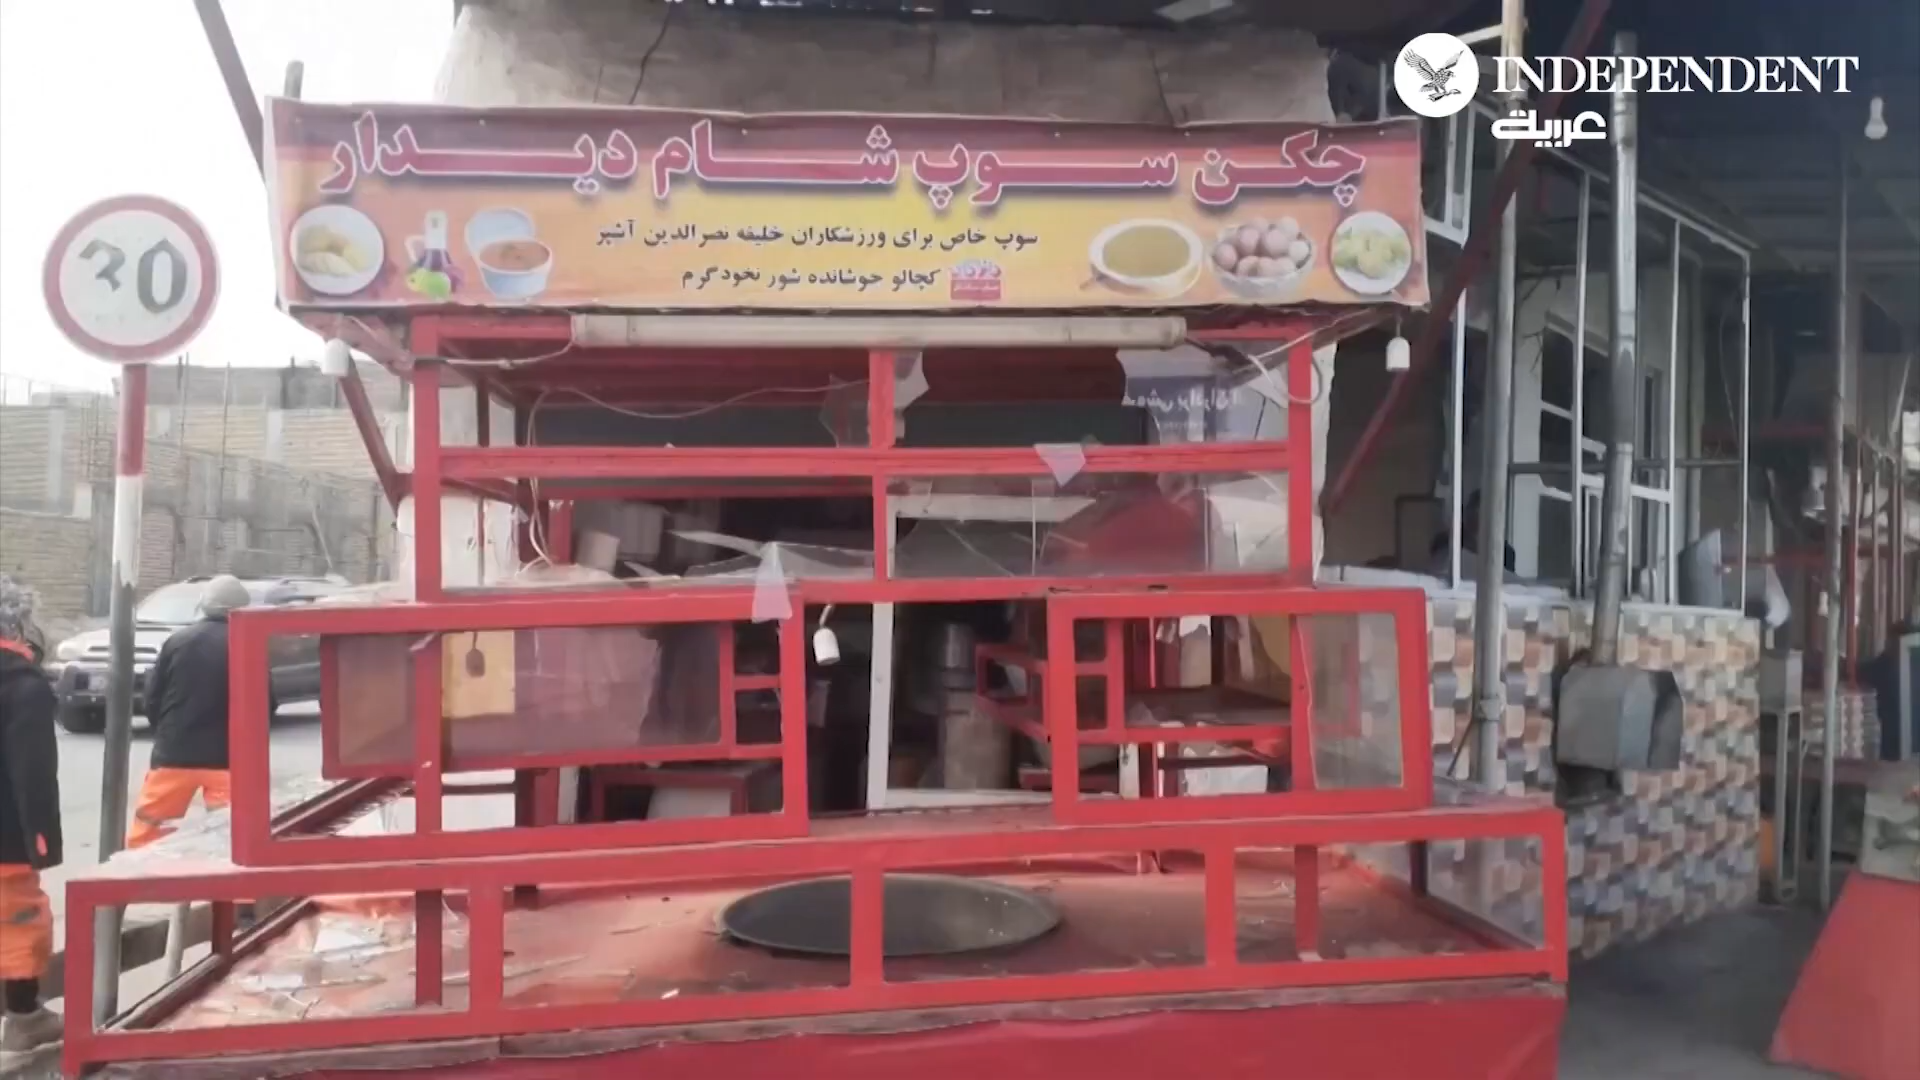 INDEPENDENT
عربية
چکن سوپ شام دیدار
سوپ خاص برای ورزشکاران خلیفه نصرالدین آشپز
کچالو جوشانده شور نخودگرم
30